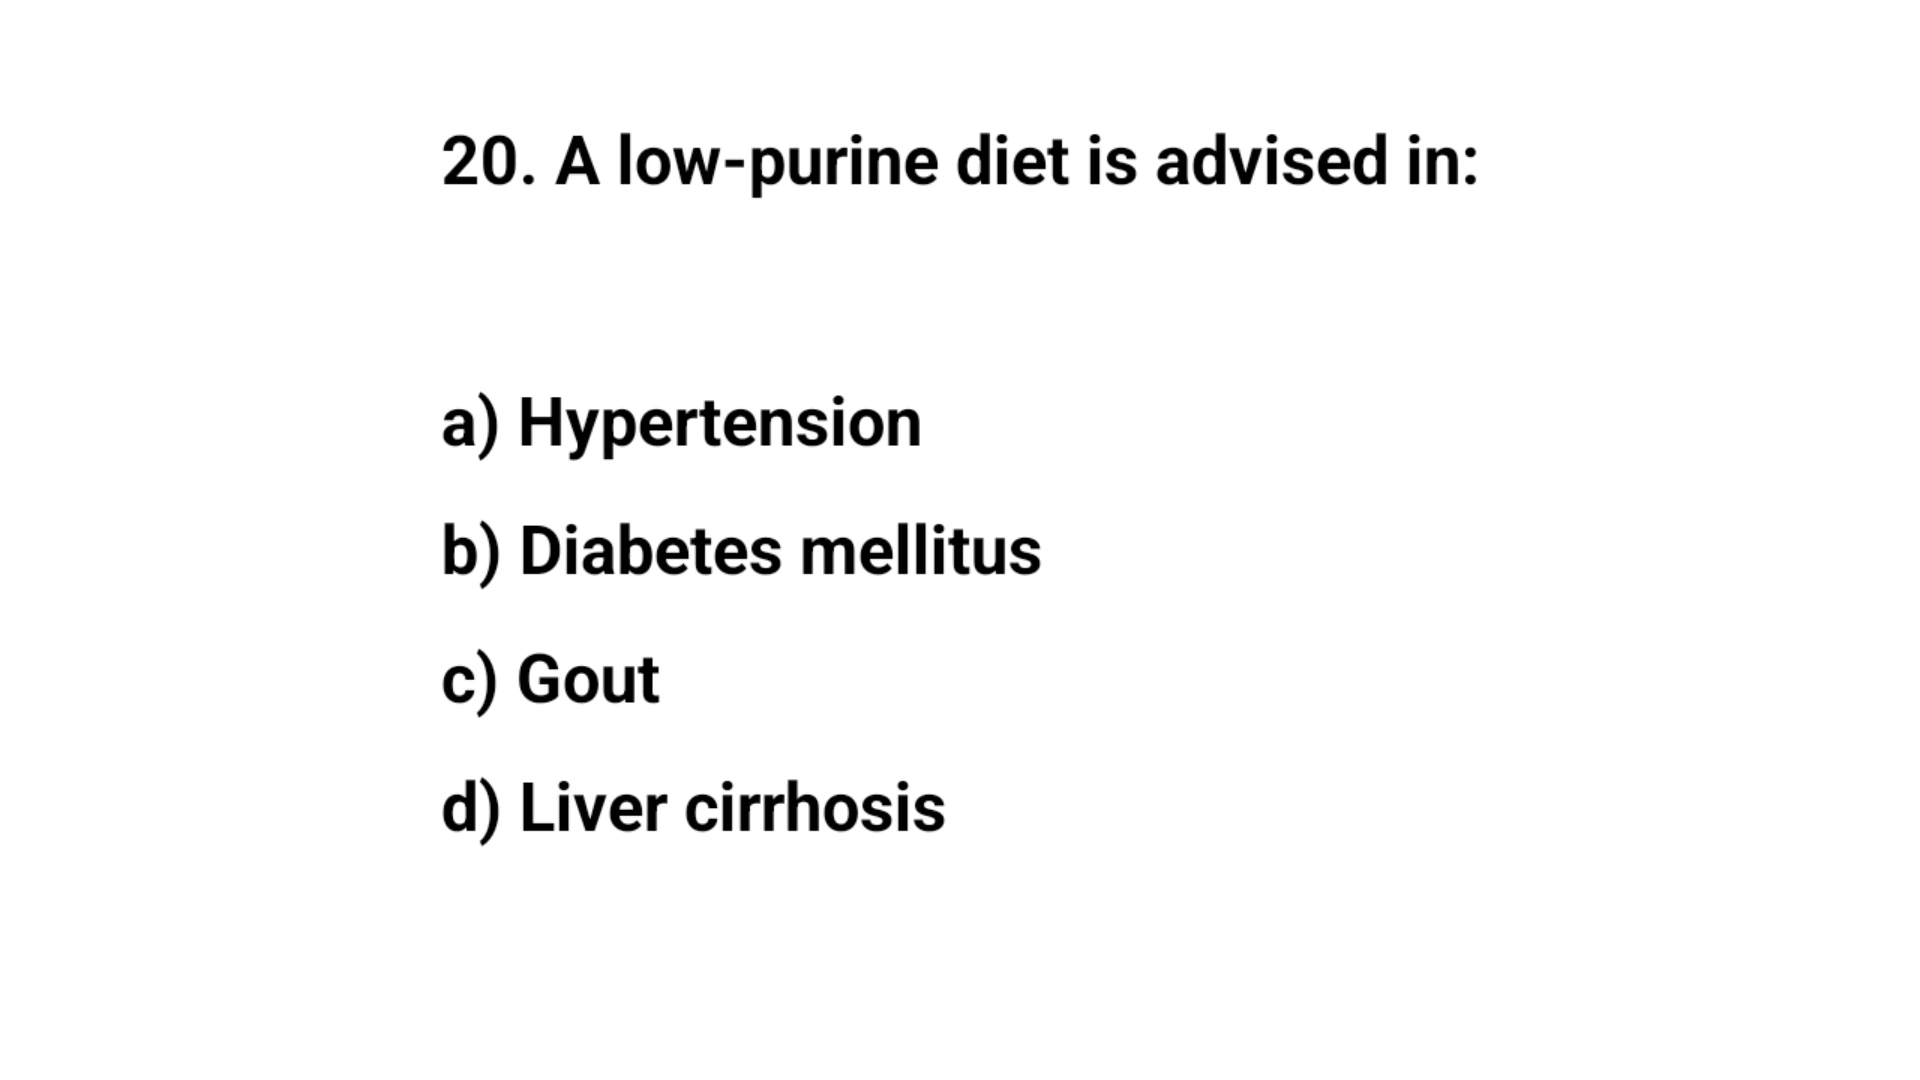 20. A low-purine diet is advised in:
a) Hypertension
b) Diabetes mellitus
c) Gout
d) Liver cirrhosis